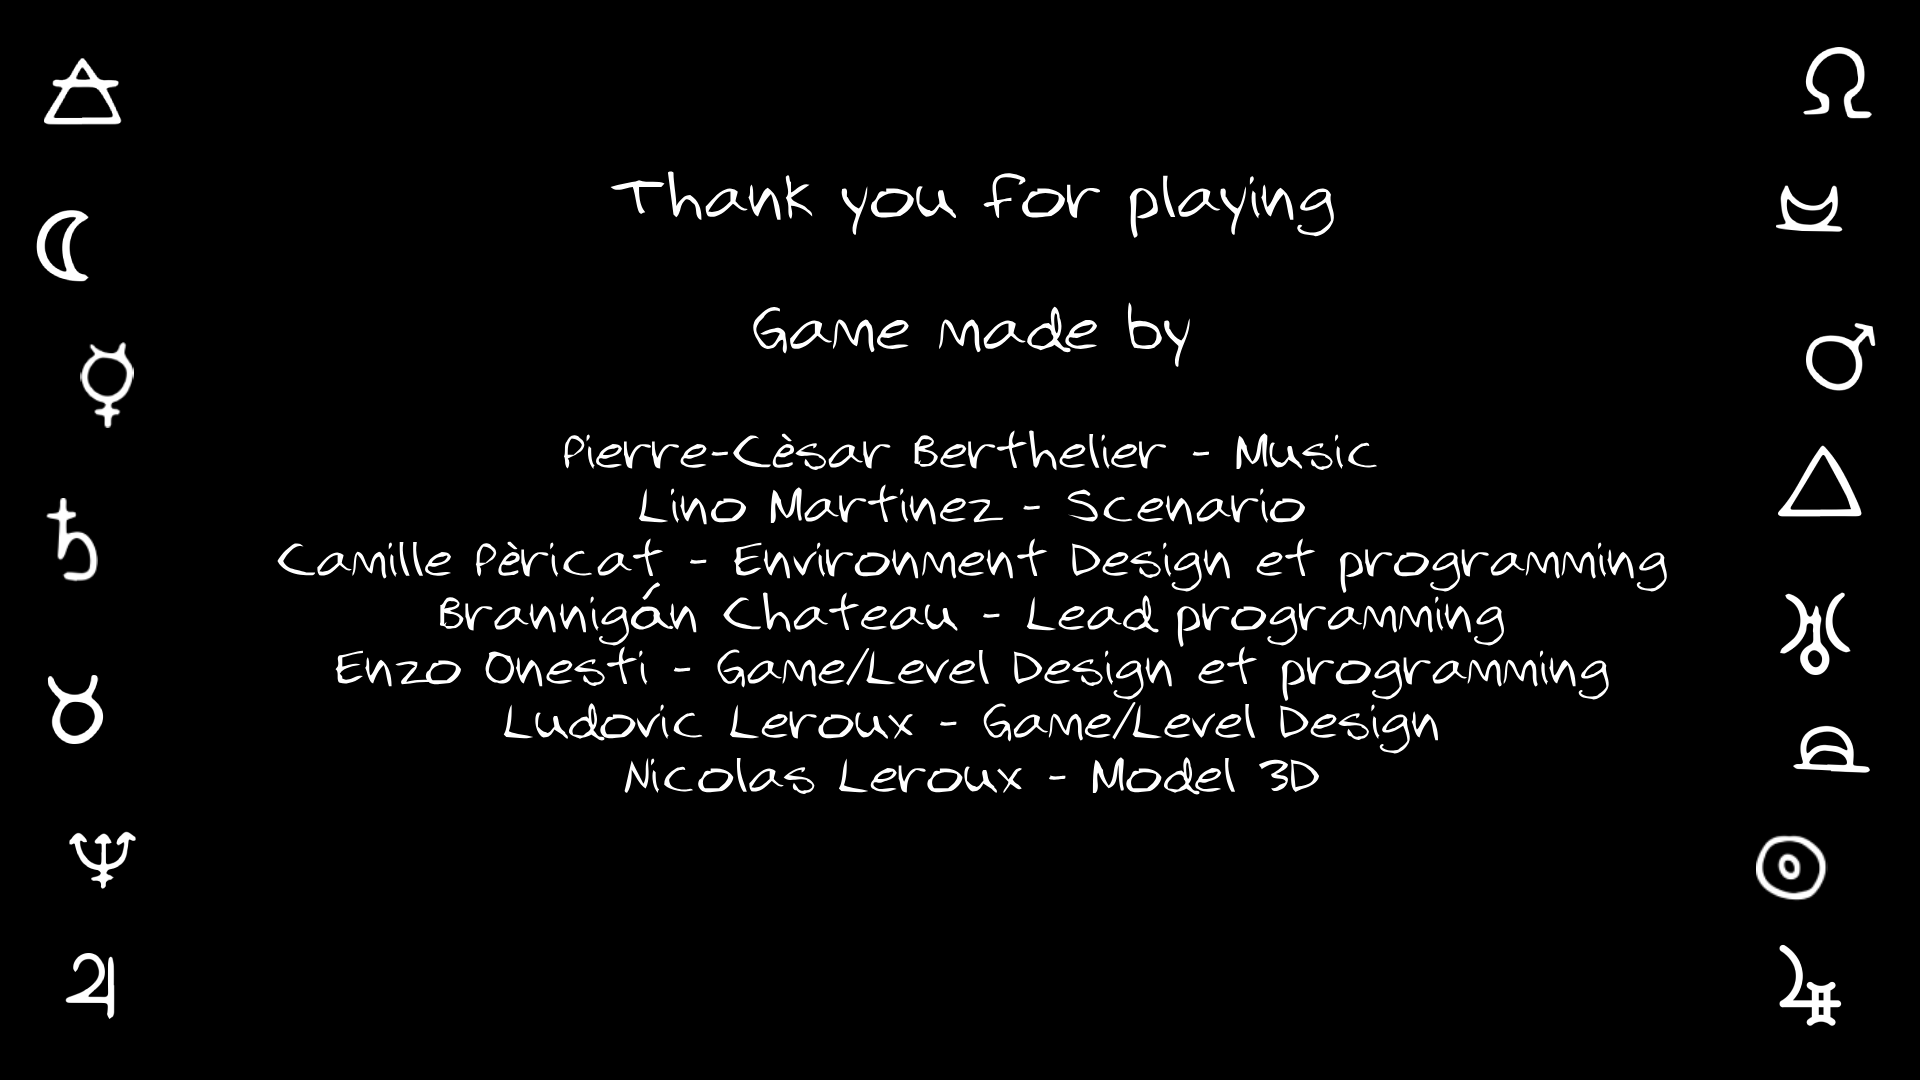 Thank you for playing
Game made by
Pierre-Cèsar Berthelier - Music
Lino Martinez - Scenario
Camille Pèricat - Environment Design et programming
Brannigán Chateau - Lead programming
Enzo Onesti - Game/Level Design et programming
Ludovic Leroux - Game/Level Design
Nicolas Leroux - Model 3D